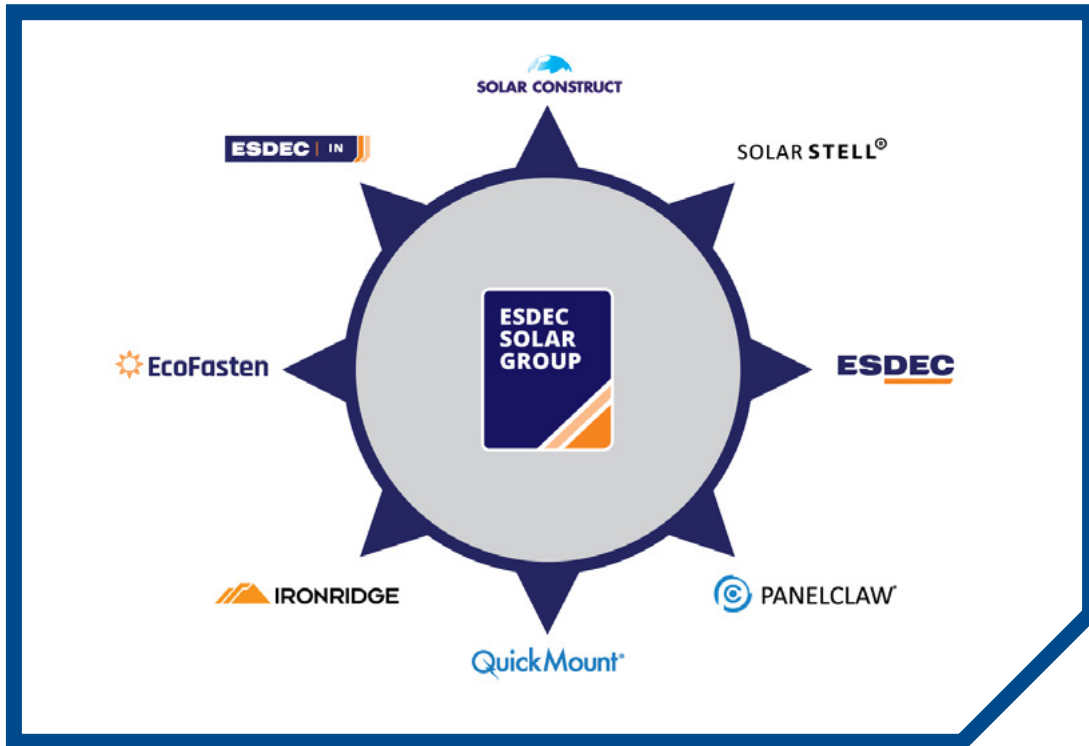 SOLAR CONSTRUCT
ESDEC | IN
SOLAR STELL®
ESDEC
SOLAR
GROUP
EcoFasten
ESDEC
IRONRIDGE
PANELCLAW®
QuickMount®